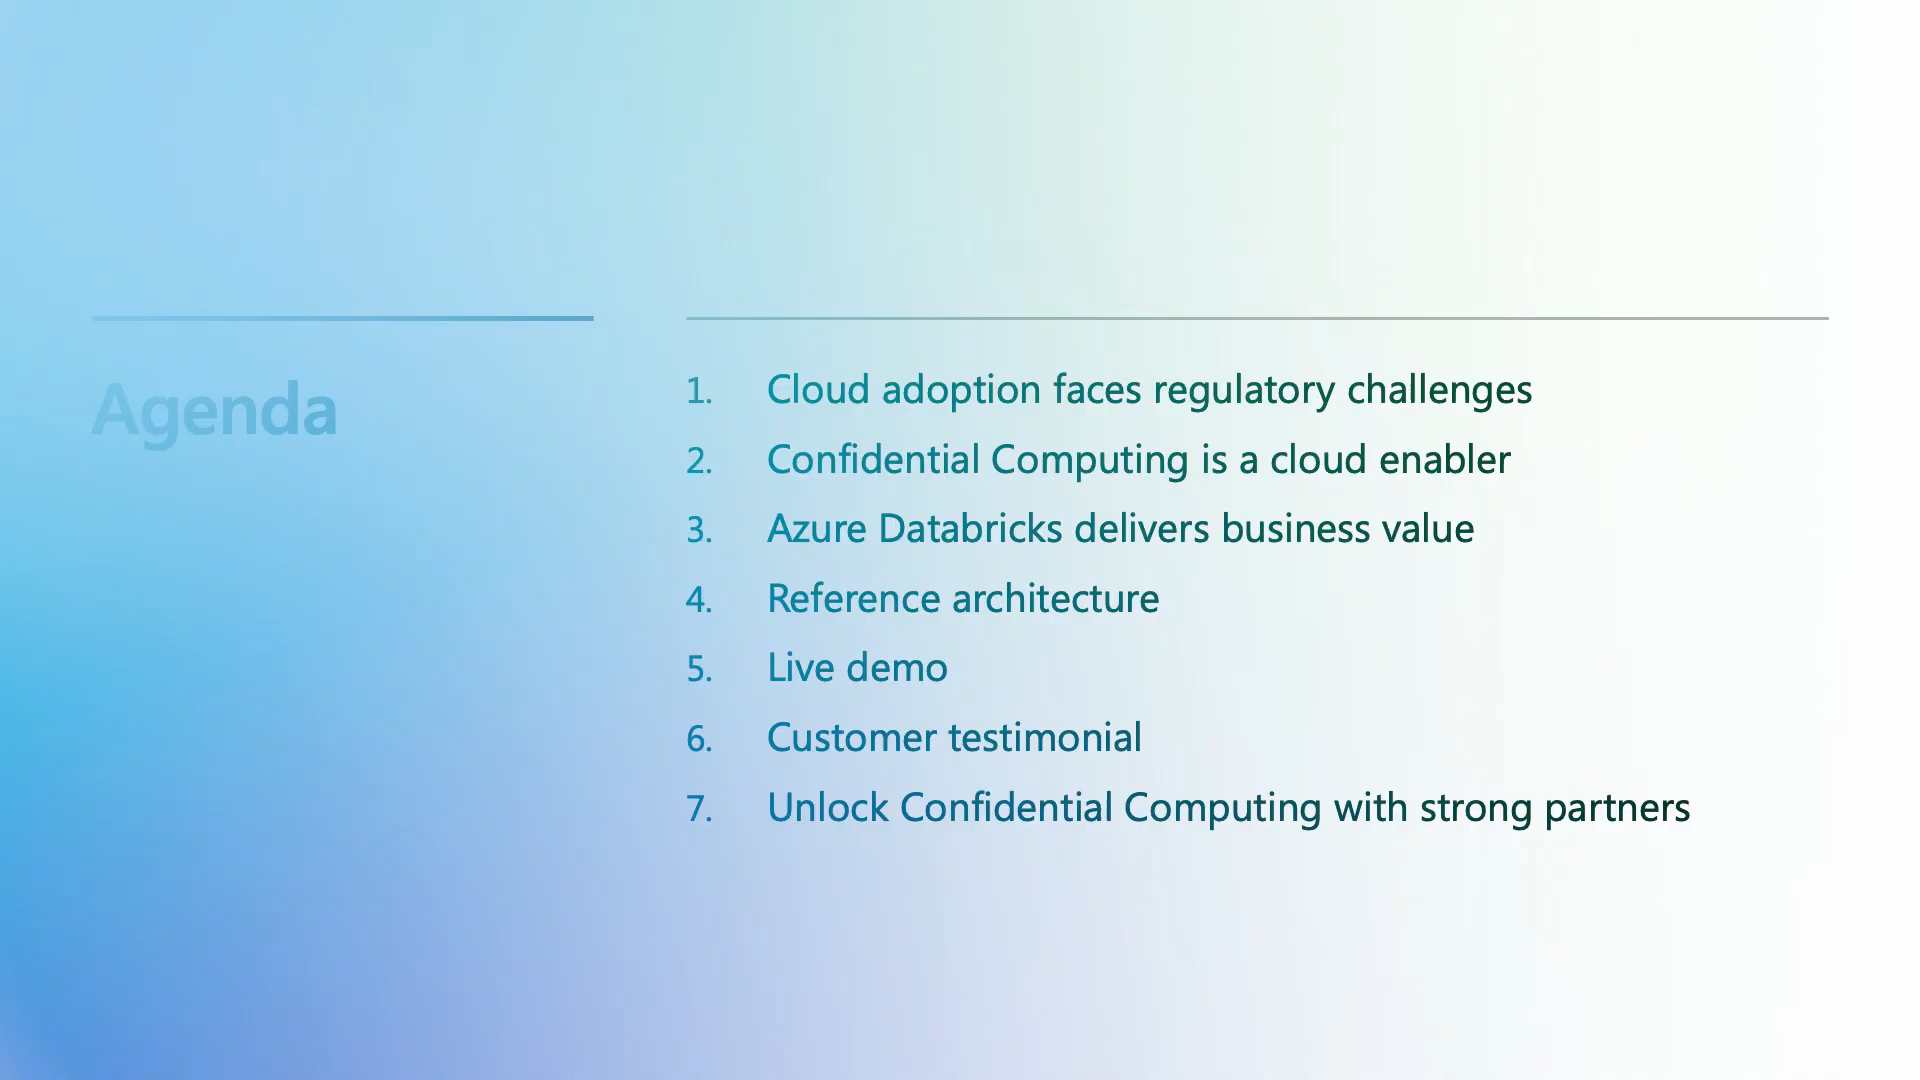 Agenda
1. Cloud adoption faces regulatory challenges
2. Confidential Computing is a cloud enabler
3. Azure Databricks delivers business value
4. Reference architecture
5. Live demo
6. Customer testimonial
7. Unlock Confidential Computing with strong partners